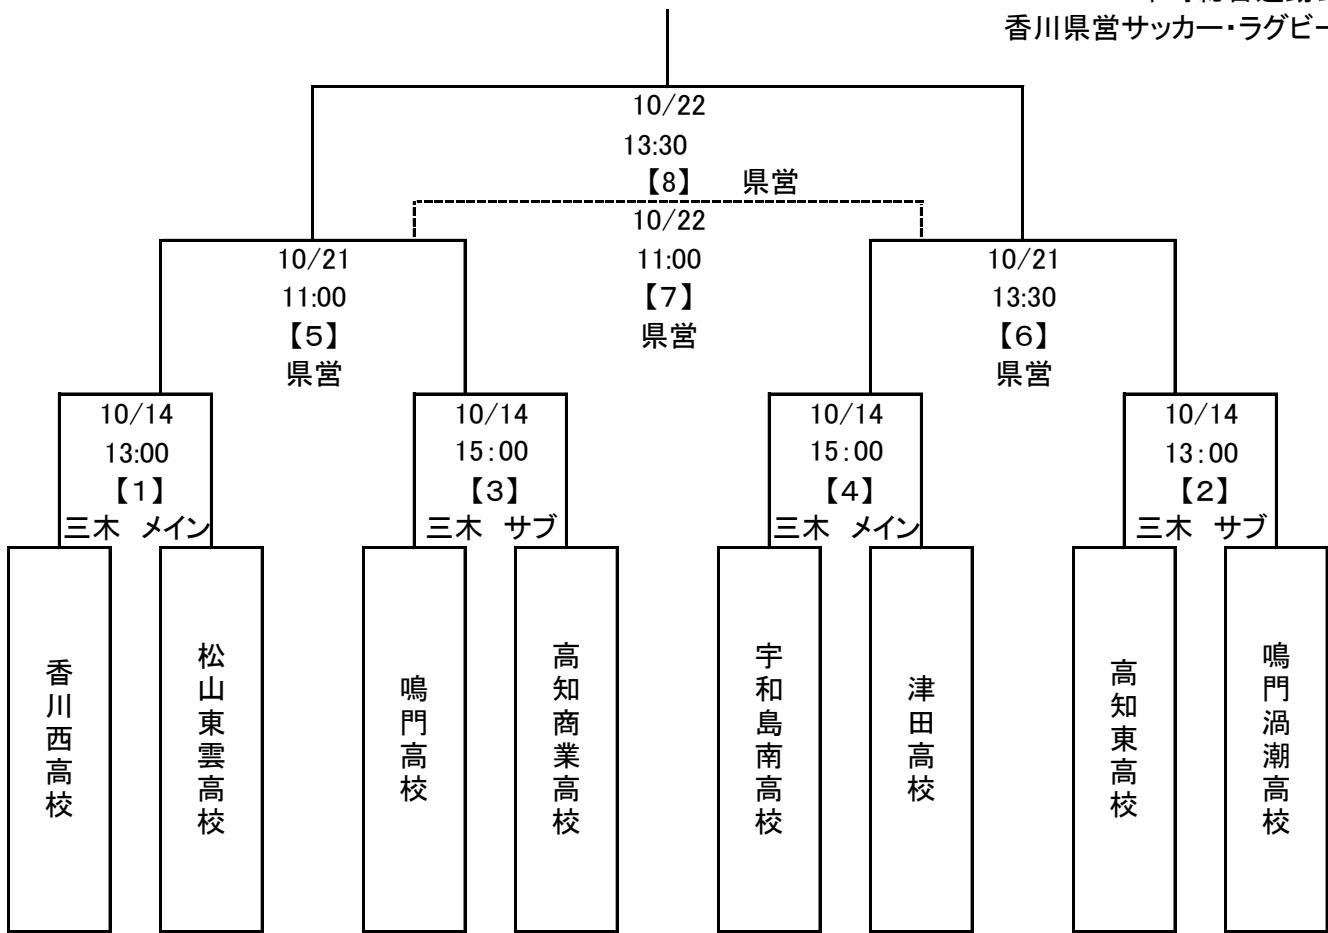 香川県営サッカー・ラグビー
10/22
13:30
【8】 県営
10/22
11:00
【7】
県営
10/21
11:00
【5】
県営
10/21
13:30
【6】
県営
10/14
13:00
【1】
三木 メイン
10/14
15:00
【3】
三木 サブ
10/14
15:00
【4】
三木 メイン
10/14
13:00
【2】
三木 サブ
香川西高校
松山東雲高校
鳴門高校
高知商業高校
宇和島南高校
津田高校
高知東高校
鳴門渦潮高校